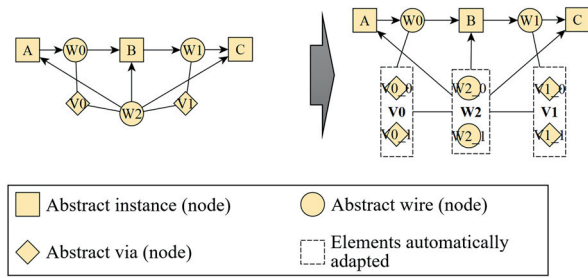 A W0 B W1 C
V0 W2 V1
A W0 B W1 C
V0_0 W2_0 V1_0
V0 W2 V1
V0_1 W2_1 V1_1
Abstract instance (node)
Abstract wire (node)
Abstract via (node)
Elements automatically
adapted